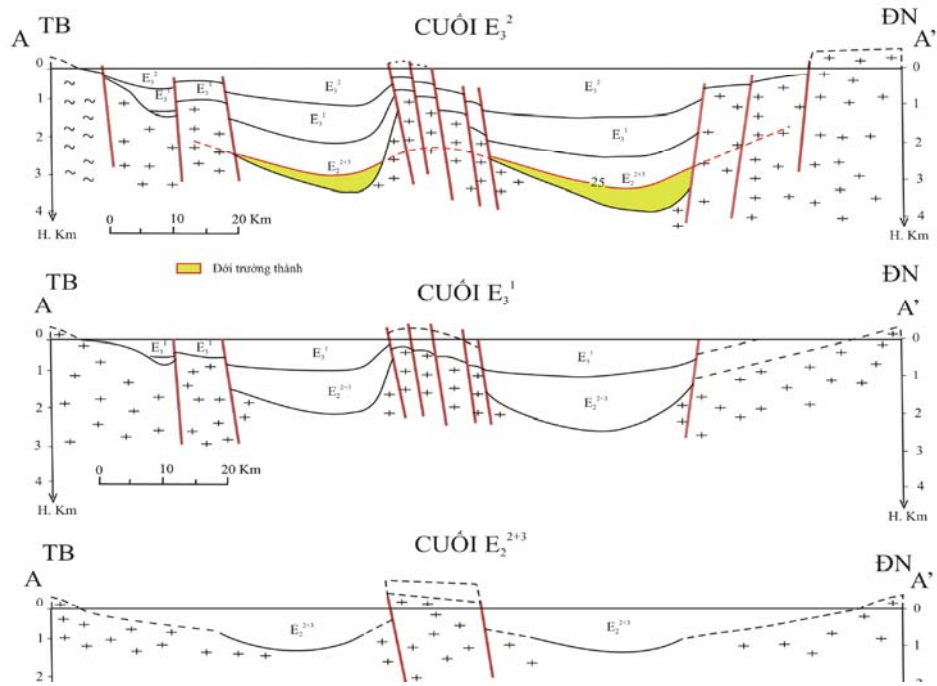 TB CUỐI E₃² ĐN
A A'
0 0
E₃² E₃¹ E₃² E₃²
E₃¹
1 1
E₃¹ E₃¹
2 2
E₂²⁺³ 25 E₂²⁺³
3 3
4 4
0 10 20 Km
H. Km H. Km
Đới trưởng thành
TB CUỐI E₃¹ ĐN
A A'
0 0
E₃¹ E₃¹ E₃¹ E₃¹
1 1
E₂²⁺³ E₂²⁺³
2 2
3 3
0 10 20 Km
4 4
H. Km H. Km
TB CUỐI E₂²⁺³ ĐN
A A'
0 0
E₂²⁺³ E₂²⁺³
1 1
2 2